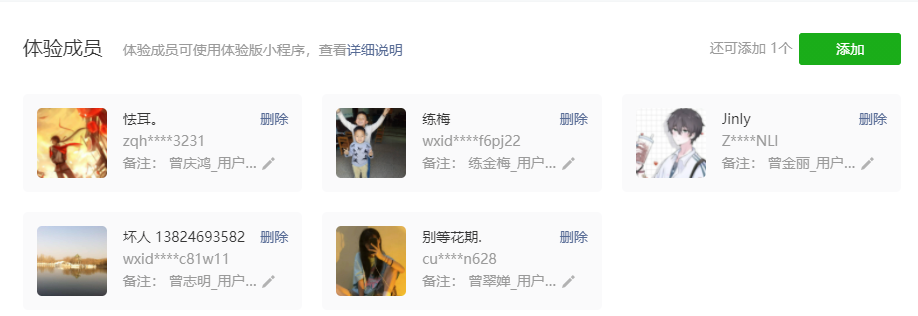 体验成员 体验成员可使用体验版小程序，查看详细说明 还可添加 1个 添加
怯耳。 删除
zqh****3231
备注： 曾庆鸿_用户...
练梅 删除
wxid****f6pj22
备注： 练金梅_用户...
Jinly 删除
Z****NLI
备注： 曾金丽_用户...
坏人 13824693582 删除
wxid****c81w11
备注： 曾志明_用户...
别等花期. 删除
cu****n628
备注： 曾翠婵_用户...